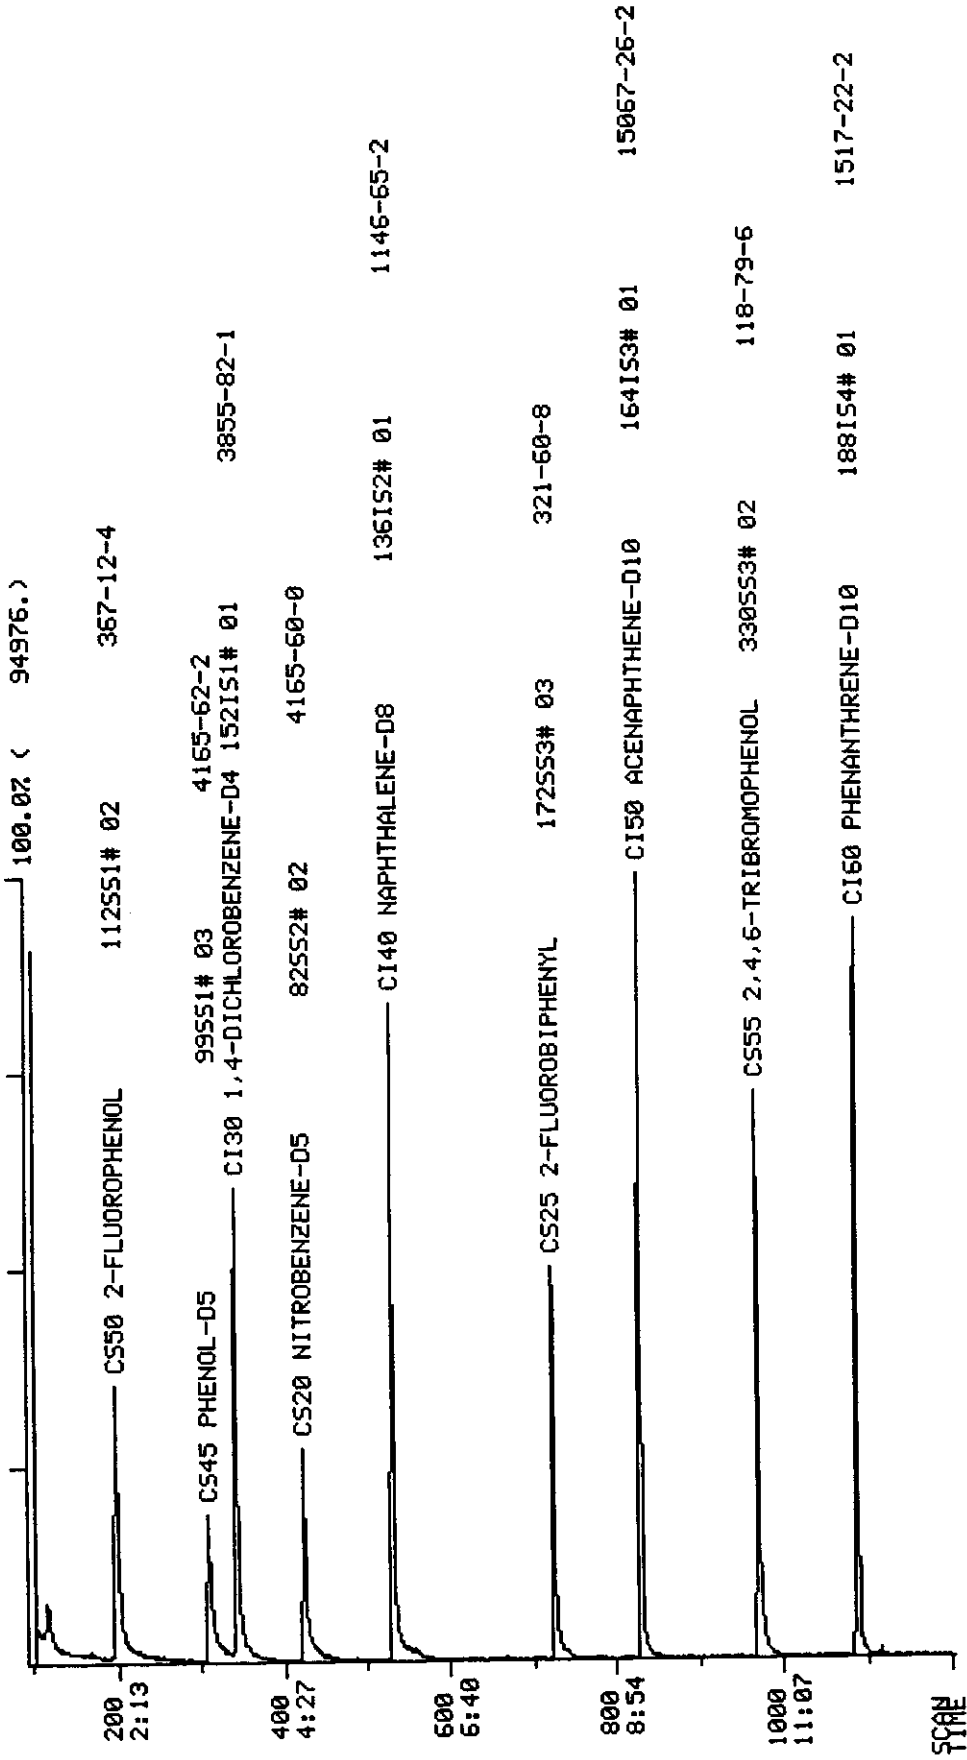 100.0% ( 94976.)
CS50 2-FLUOROPHENOL 112SS1# 02 367-12-4
CS45 PHENOL-D5 99SS1# 03 4165-62-2
CI30 1,4-DICHLOROBENZENE-D4 152IS1# 01 3855-82-1
CS20 NITROBENZENE-D5 82SS2# 02 4165-60-0
CI40 NAPHTHALENE-D8 136IS2# 01 1146-65-2
CS25 2-FLUOROBIPHENYL 172SS3# 03 321-60-8
CI50 ACENAPHTHENE-D10 164IS3# 01 15067-26-2
CS55 2,4,6-TRIBROMOPHENOL 330SS3# 02 118-79-6
CI60 PHENANTHRENE-D10 188IS4# 01 1517-22-2
200 400 600 800 1000 SCAN
2:13 4:27 6:40 8:54 11:07 TIME